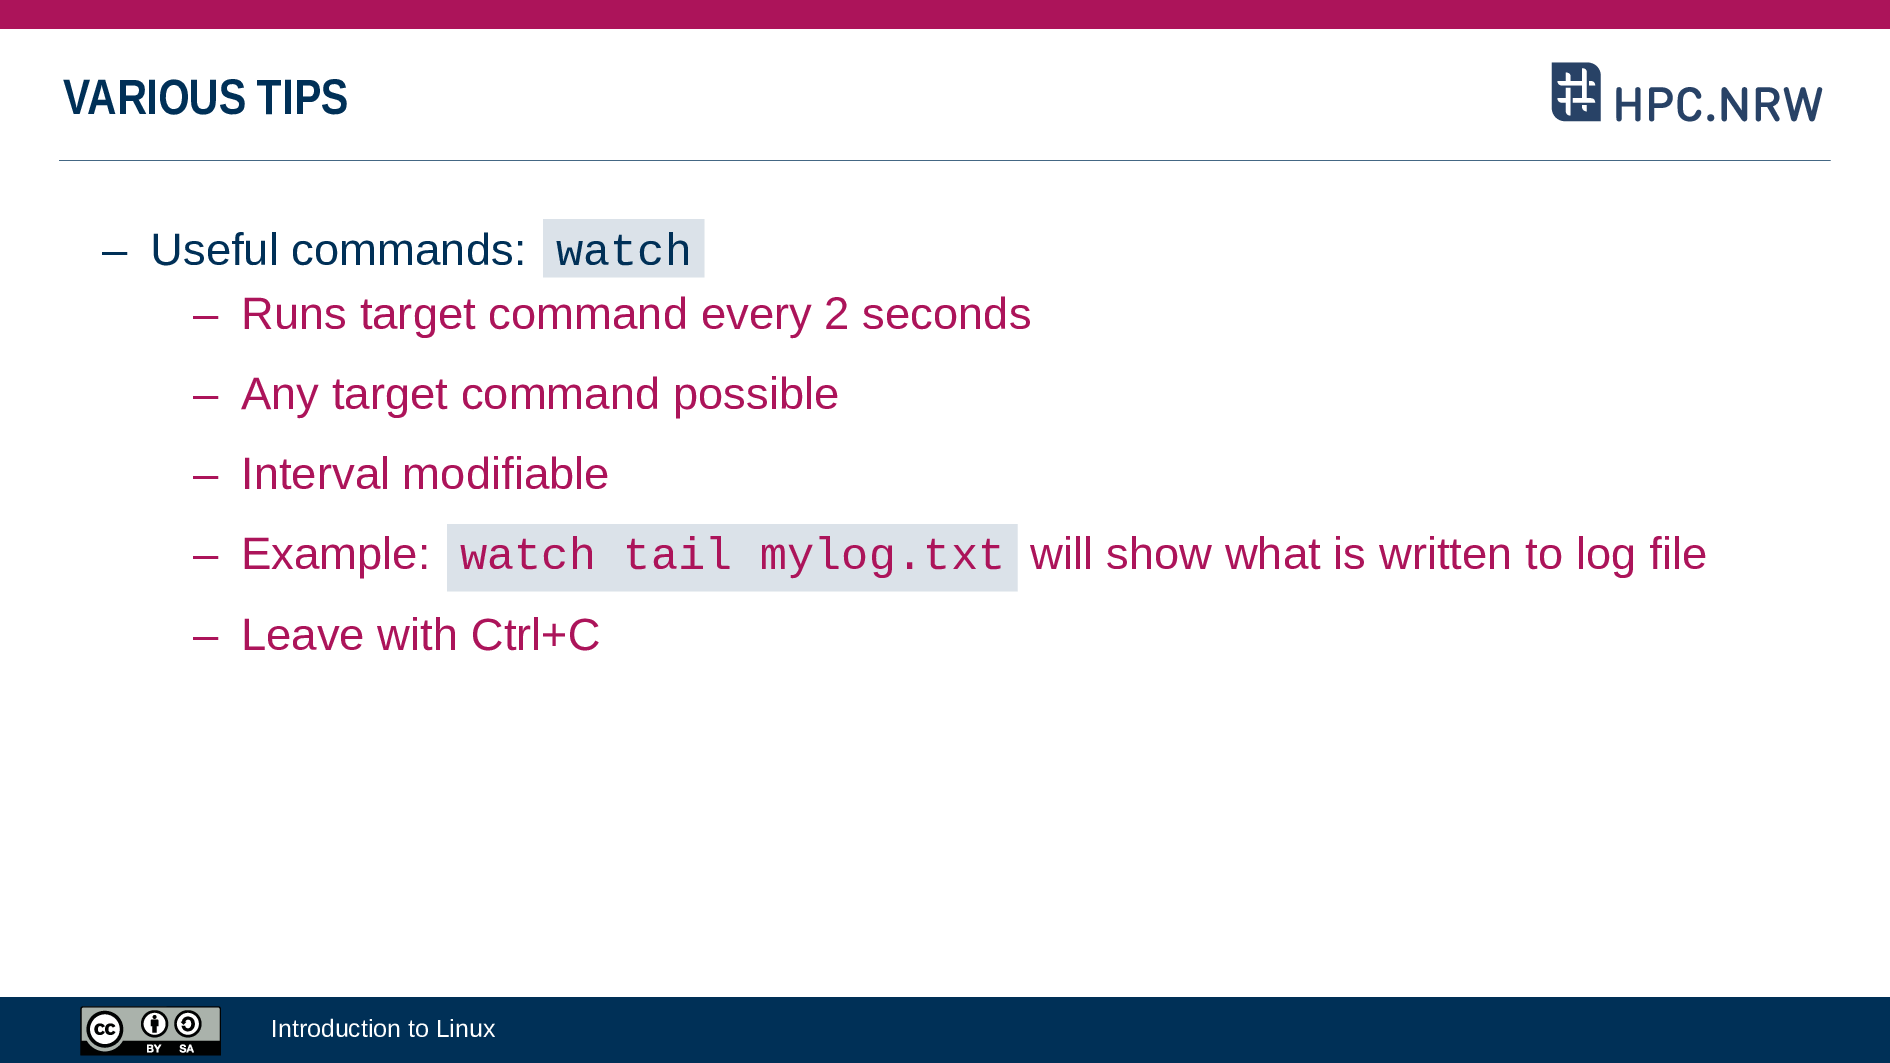 VARIOUS TIPS
HPC.NRW
– Useful commands: watch
– Runs target command every 2 seconds
– Any target command possible
– Interval modifiable
– Example: watch tail mylog.txt will show what is written to log file
– Leave with Ctrl+C
cc BY SA
Introduction to Linux